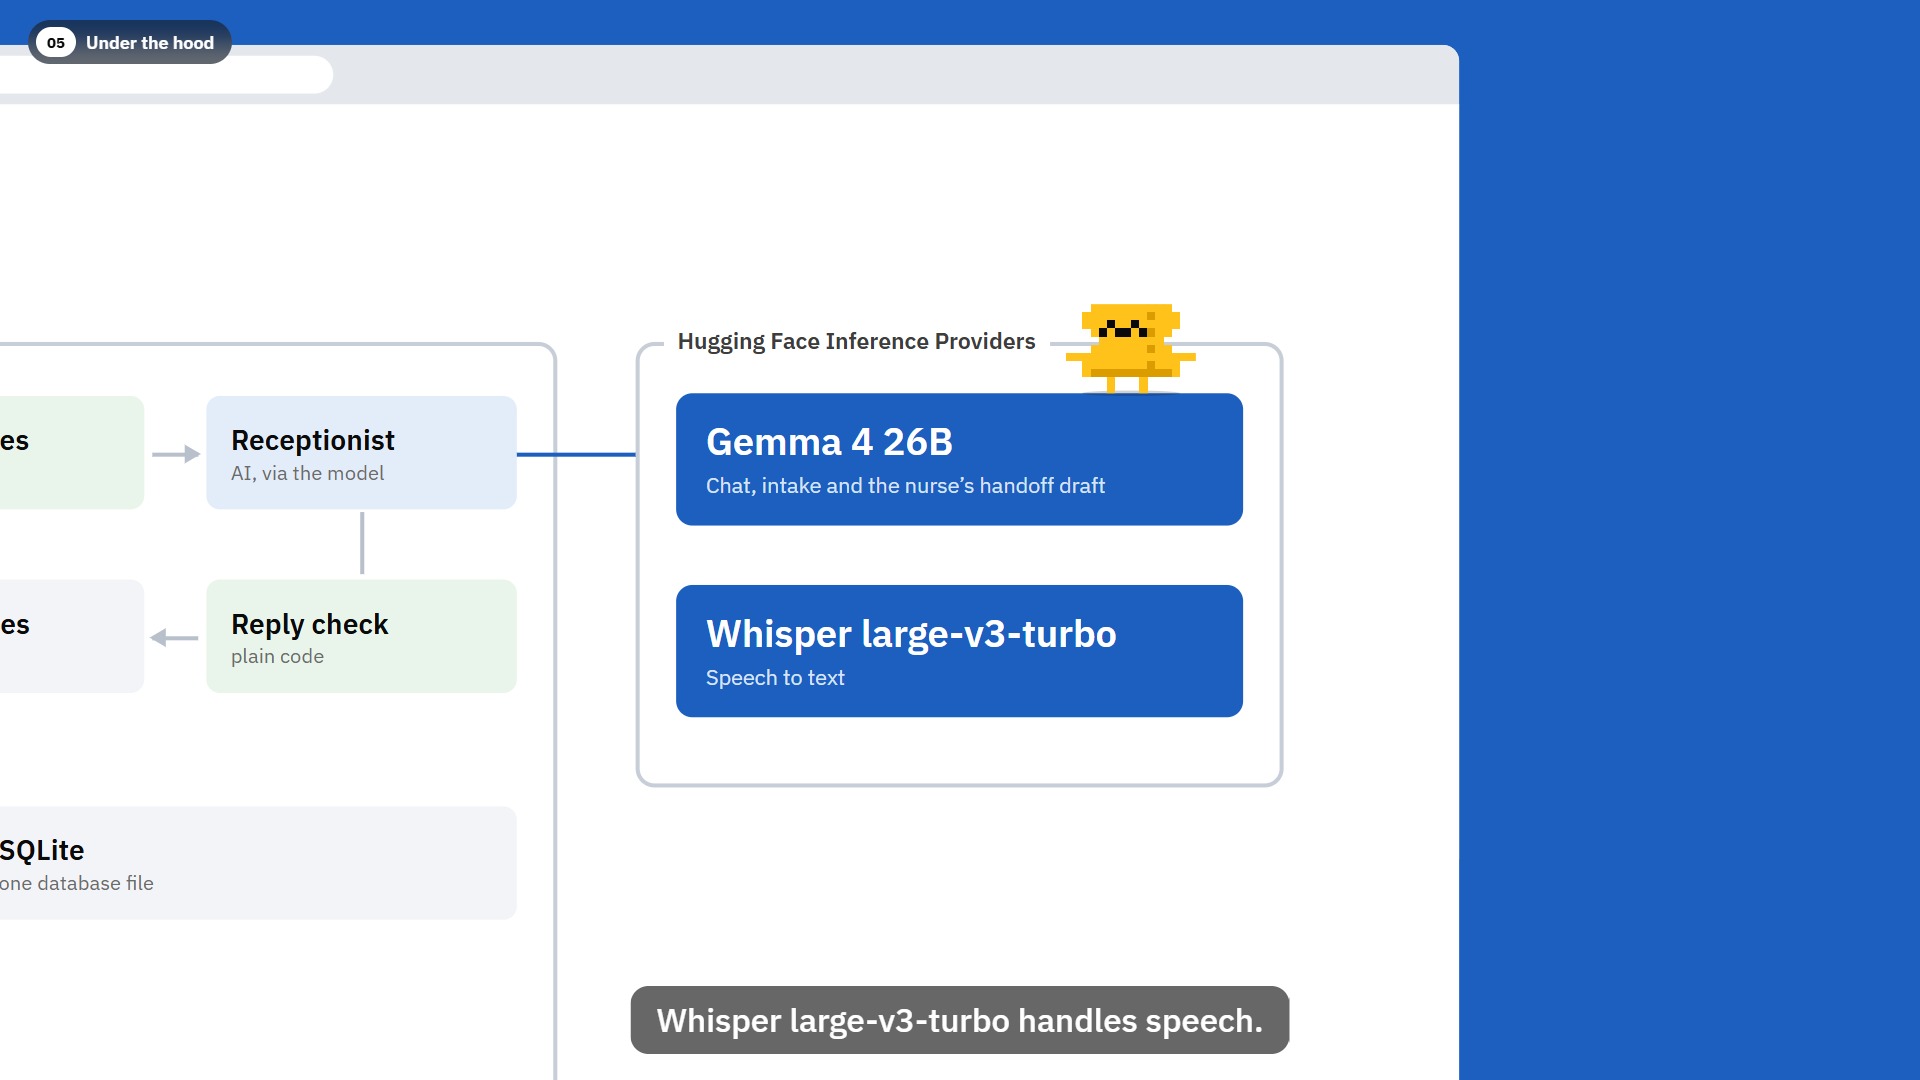 05 Under the hood
Hugging Face Inference Providers
es
Receptionist
AI, via the model
Gemma 4 26B
Chat, intake and the nurse’s handoff draft
es
Reply check
plain code
Whisper large-v3-turbo
Speech to text
SQLite
one database file
Whisper large-v3-turbo handles speech.